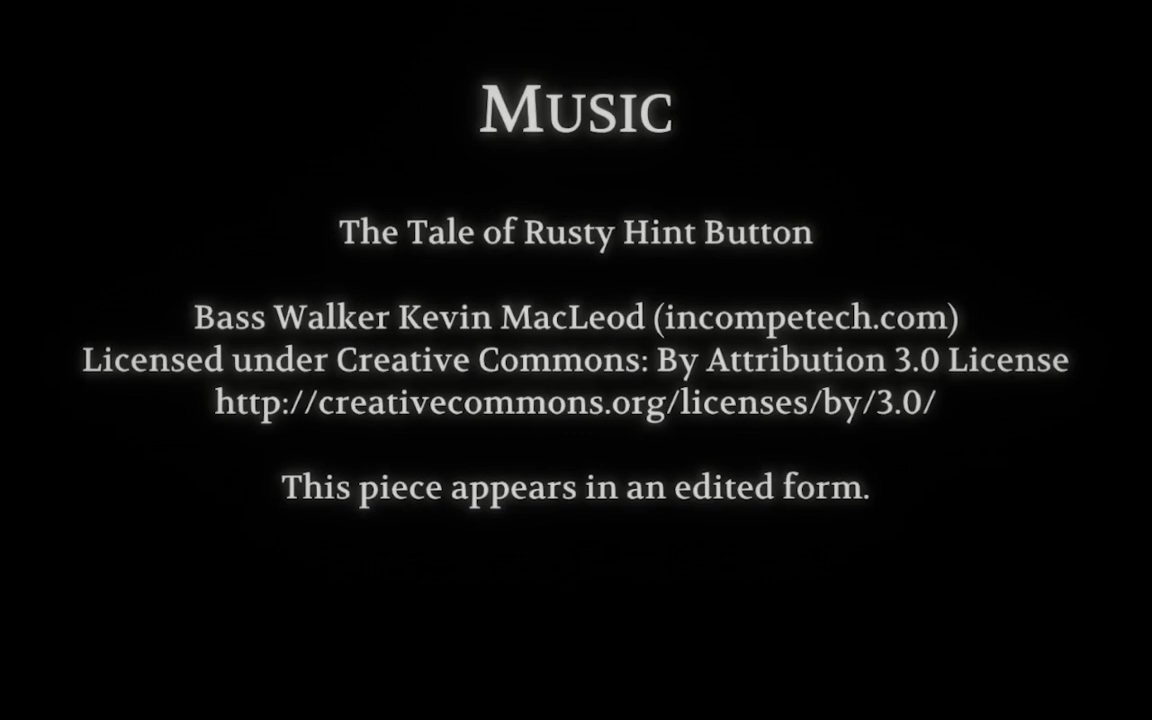 MUSIC
The Tale of Rusty Hint Button
Bass Walker Kevin MacLeod (incompetech.com)
Licensed under Creative Commons: By Attribution 3.0 License
http://creativecommons.org/licenses/by/3.0/
This piece appears in an edited form.